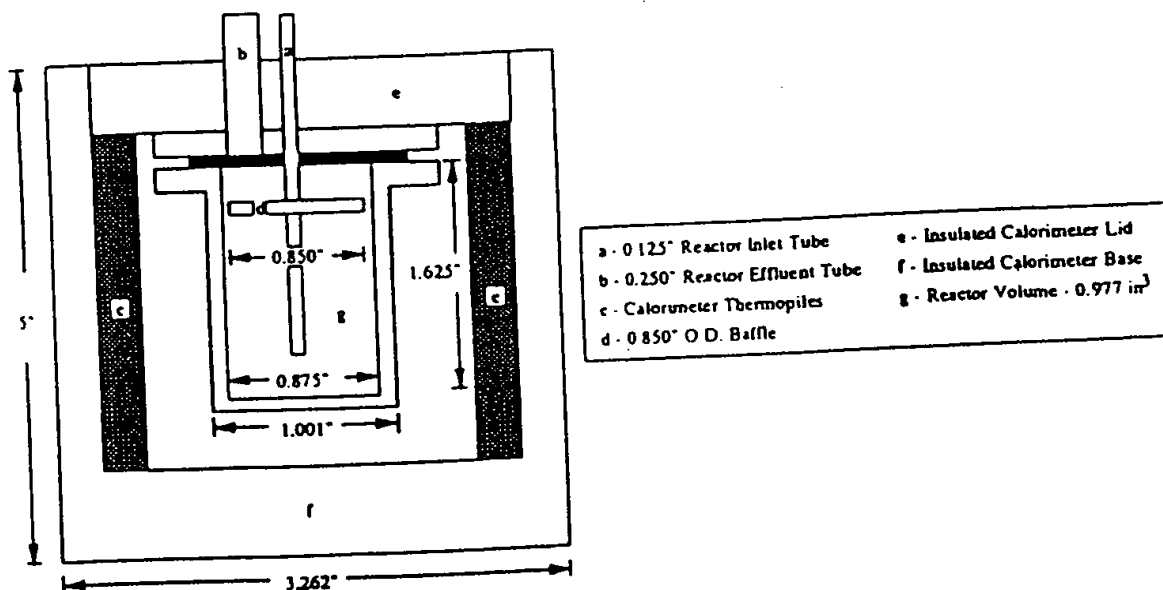 b
a
e
d
0.850"
1.625"
c
g
c
5"
0.875"
1.001"
f
3.262"
a - 0 125" Reactor Inlet Tube
b - 0.250" Reactor Effluent Tube
c - Calorimeter Thermopiles
d - 0 850" O D. Baffle
e - Insulated Calorimeter Lid
f - Insulated Calorimeter Base
g - Reactor Volume - 0.977 in³